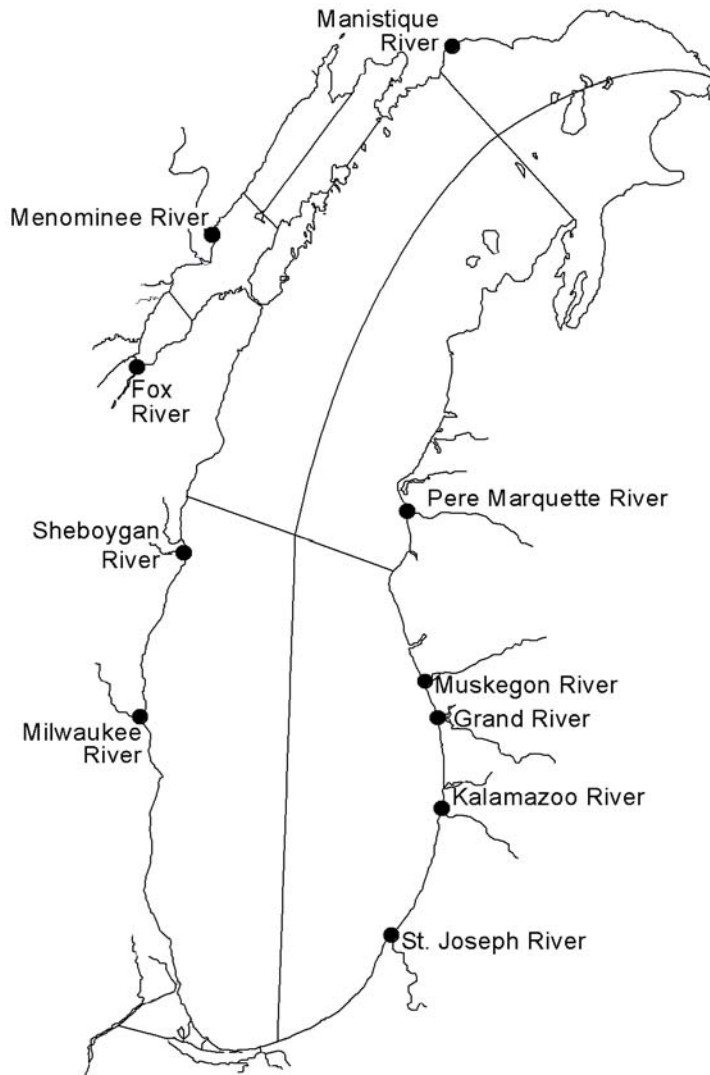 Manistique
River
Menominee River
Fox
River
Pere Marquette River
Sheboygan
River
Muskegon River
Grand River
Milwaukee
River
Kalamazoo River
St. Joseph River